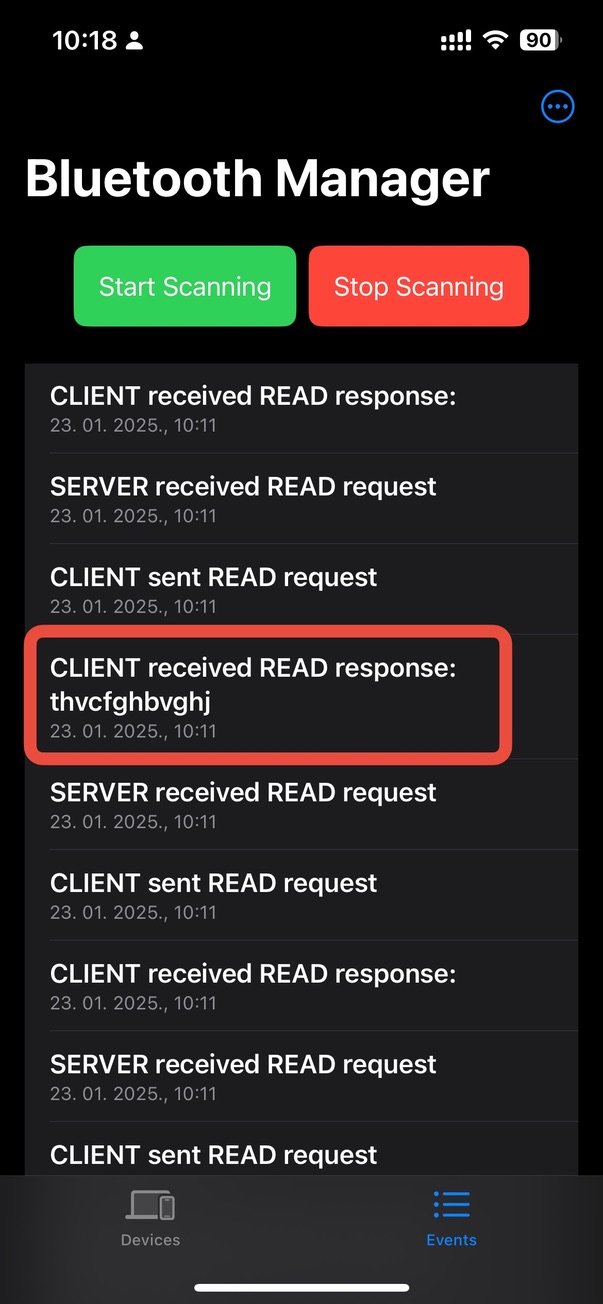 10:18
90
Bluetooth Manager
Start Scanning
Stop Scanning
CLIENT received READ response:
23. 01. 2025., 10:11
SERVER received READ request
23. 01. 2025., 10:11
CLIENT sent READ request
23. 01. 2025., 10:11
CLIENT received READ response:
thvcfghbvghj
23. 01. 2025., 10:11
SERVER received READ request
23. 01. 2025., 10:11
CLIENT sent READ request
23. 01. 2025., 10:11
CLIENT received READ response:
23. 01. 2025., 10:11
SERVER received READ request
23. 01. 2025., 10:11
CLIENT sent READ request
Devices
Events